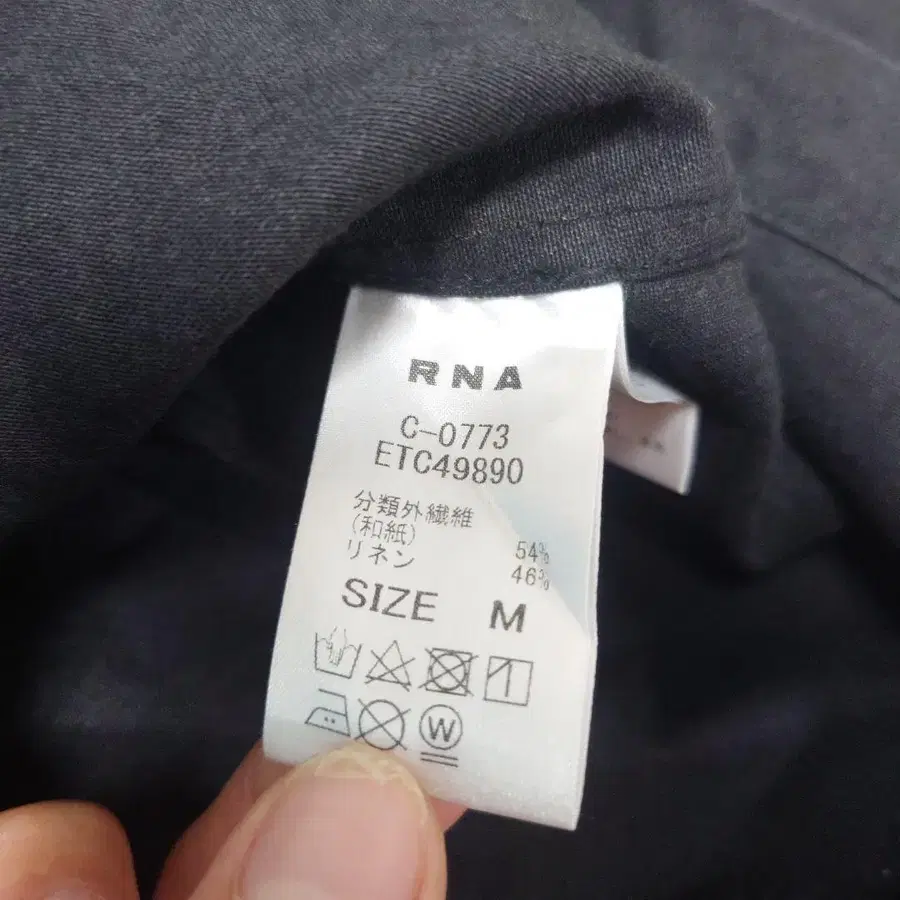 RNA
C-0773
ETC49890
分類外繊維
(和紙) 54%
リネン 46%
SIZE M
W